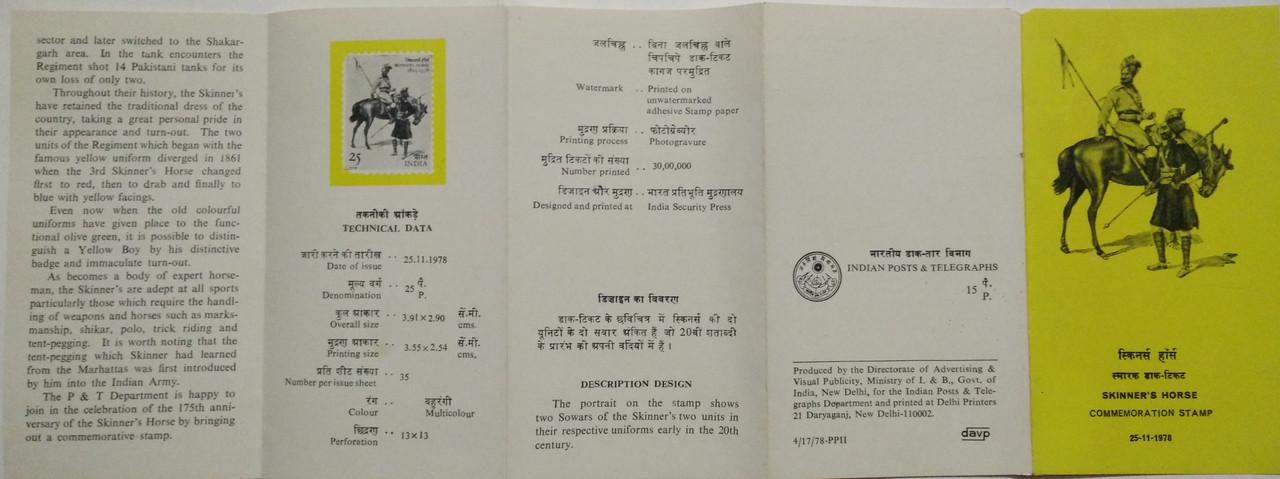 sector and later switched to the Shakar-
garh area. In the tank encounters the
Regiment shot 14 Pakistani tanks for its
own loss of only two.
Throughout their history, the Skinner's
have retained the traditional dress of the
country, taking a great personal pride in
their appearance and turn-out. The two
units of the Regiment which began with the
famous yellow uniform diverged in 1861
when the 3rd Skinner's Horse changed
first to red, then to drab and finally to
blue with yellow facings.
Even now when the old colourful
uniforms have given place to the func-
tional olive green, it is possible to distin-
guish a Yellow Boy by his distinctive
badge and immaculate turn-out.
As becomes a body of expert horse-
man, the Skinner's are adept at all sports
particularly those which require the handl-
ing of weapons and horses such as marks-
manship, shikar, polo, trick riding and
tent-pegging. It is worth noting that the
tent-pegging which Skinner had learned
from the Marhattas was first introduced
by him into the Indian Army.
The P & T Department is happy to
join in the celebration of the 175th anni-
versary of the Skinner's Horse by bringing
out a commemorative stamp.
25 भारत
INDIA
तकनीकी आंकड़े
TECHNICAL DATA
जारी करने की तारीख .. 25.11.1978
Date of issue
मूल्य वर्ग .. 25 पै.
Denomination P.
कुल आकार .. 3.91×2.90 सें.मी.
Overall size cms.
मुद्रण आकार .. 3.55×2.54 सें.मी.
Printing size cms.
प्रति शीट संख्या .. 35
Number per issue sheet
रंग .. बहुरंगी
Colour Multicolour
छिद्रण .. 13×13
Perforation
जलचिह्न .. बिना जलचिह्न वाले
चिपचिपे डाक-टिकट
कागज पर मुद्रित
Watermark .. Printed on
unwatermarked
adhesive Stamp paper
मुद्रण प्रक्रिया .. फोटोग्रेव्योर
Printing process Photogravure
मुद्रित टिकटों की संख्या .. 30,00,000
Number printed
डिजाइन और मुद्रण .. भारत प्रतिभूति मुद्रणालय
Designed and printed at India Security Press
डिजाइन का विवरण
डाक-टिकट के छविचित्र में स्किनर्स की दो
यूनिटों के दो सवार अंकित हैं जो 20वीं शताब्दी
के प्रारंभ की अपनी वर्दियों में हैं।
DESCRIPTION DESIGN
The portrait on the stamp shows
two Sowars of the Skinner's two units in
their respective uniforms early in the 20th
century.
भारतीय डाक-तार विभाग
INDIAN POSTS & TELEGRAPHS
15 पै.
P.
Produced by the Directorate of Advertising &
Visual Publicity, Ministry of I. & B., Govt. of
India, New Delhi, for the Indian Posts & Tele-
graphs Department and printed at Delhi Printers
21 Daryaganj, New Delhi-110002.
4/17/78-PPII
davp
स्किनर्स हॉर्स
स्मारक डाक-टिकट
SKINNER'S HORSE
COMMEMORATION STAMP
25-11-1978